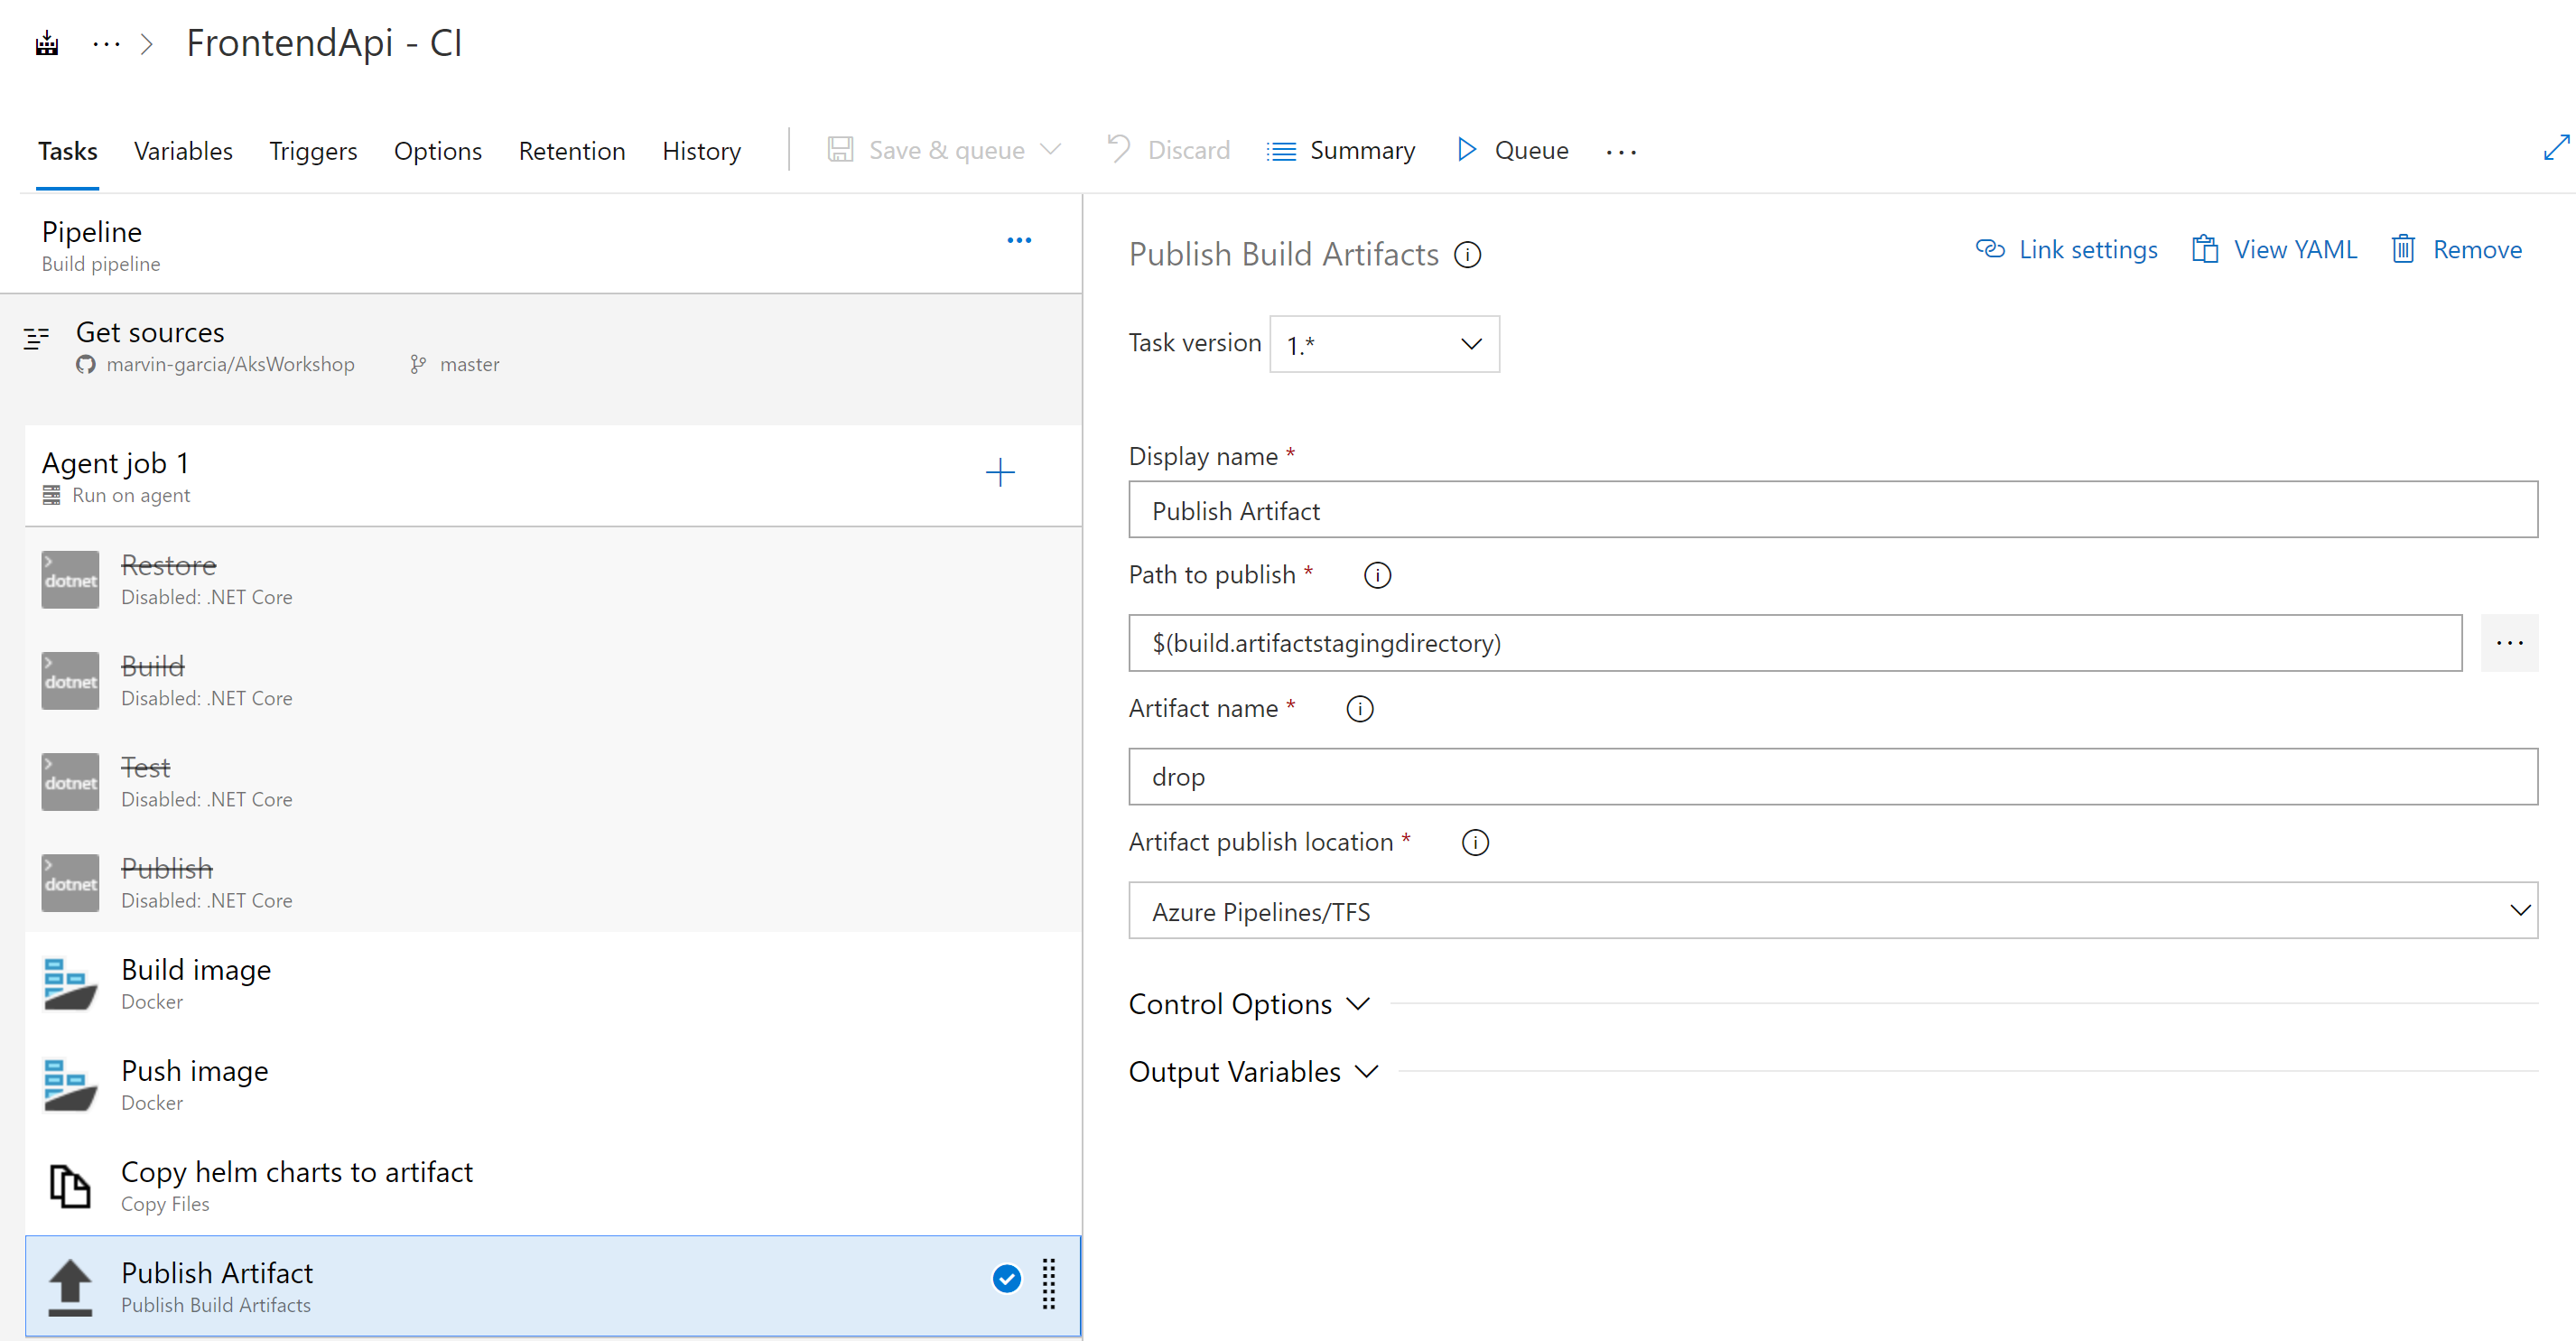 ··· > FrontendApi - CI
Tasks Variables Triggers Options Retention History Save & queue Discard Summary Queue ···
Pipeline
Build pipeline
Get sources
marvin-garcia/AksWorkshop master
Agent job 1
Run on agent
dotnet Restore
Disabled: .NET Core
dotnet Build
Disabled: .NET Core
dotnet Test
Disabled: .NET Core
dotnet Publish
Disabled: .NET Core
Build image
Docker
Push image
Docker
Copy helm charts to artifact
Copy Files
Publish Artifact
Publish Build Artifacts
Publish Build Artifacts
Link settings View YAML Remove
Task version 1.*
Display name *
Publish Artifact
Path to publish *
$(build.artifactstagingdirectory)
Artifact name *
drop
Artifact publish location *
Azure Pipelines/TFS
Control Options
Output Variables